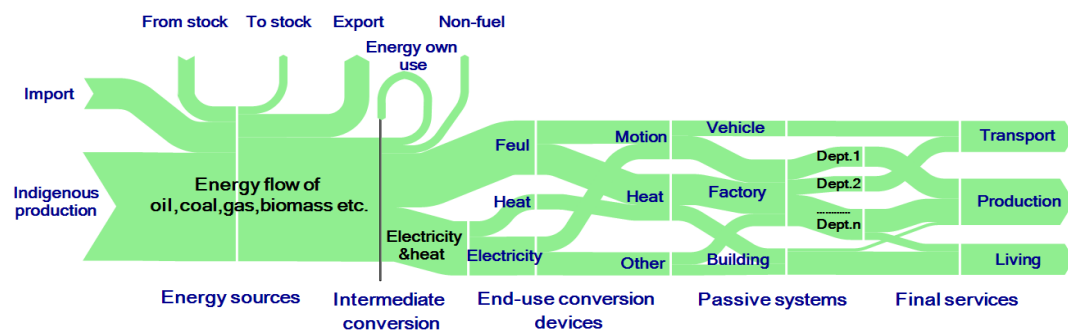 From stock
To stock
Export
Non-fuel
Energy own
use
Import
Indigenous
production
Energy flow of
oil,coal,gas,biomass etc.
Electricity
&heat
Feul
Heat
Electricity
Motion
Heat
Other
Vehicle
Factory
Building
Dept.1
Dept.2
............
Dept.n
Transport
Production
Living
Energy sources
Intermediate
conversion
End-use conversion
devices
Passive systems
Final services